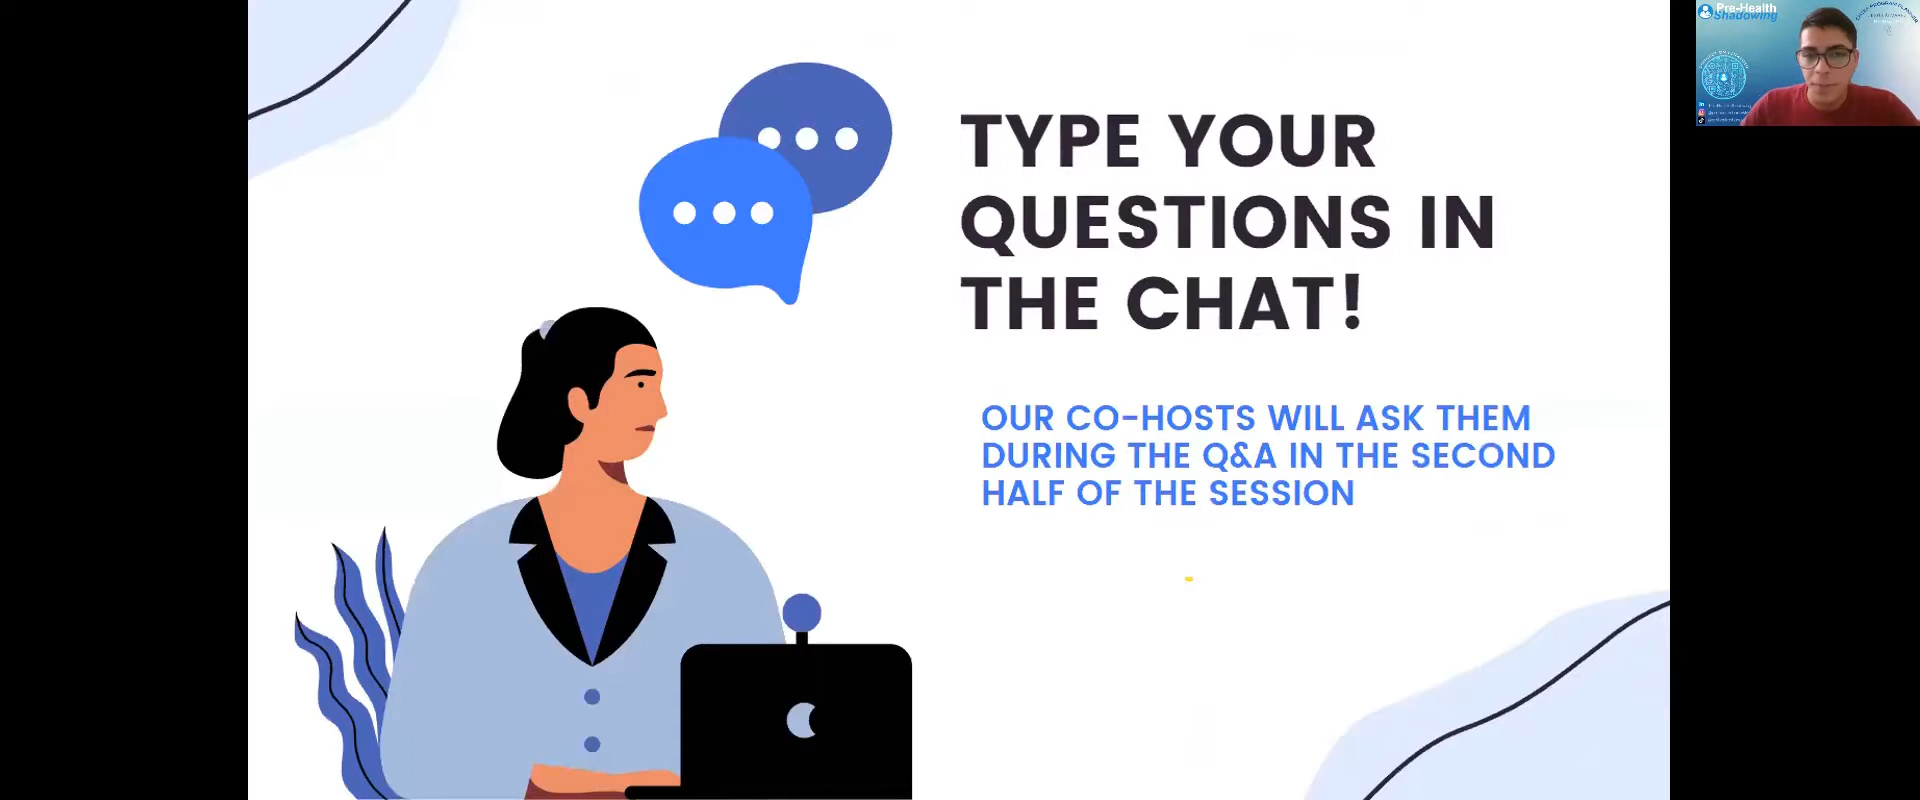 TYPE YOUR
QUESTIONS IN
THE CHAT!
OUR CO-HOSTS WILL ASK THEM
DURING THE Q&A IN THE SECOND
HALF OF THE SESSION
Pre-Health
Shadowing